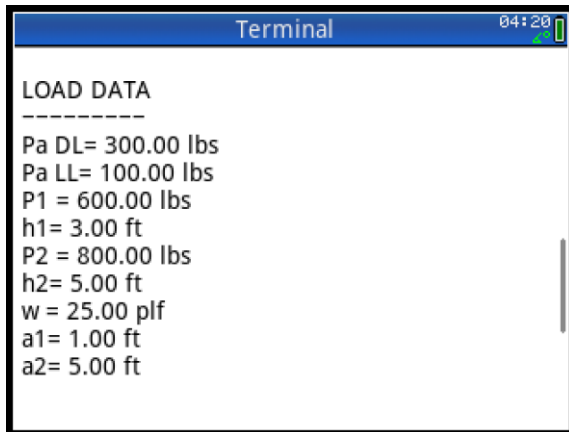 Terminal
04:20
LOAD DATA
---------
Pa DL= 300.00 lbs
Pa LL= 100.00 lbs
P1 = 600.00 lbs
h1= 3.00 ft
P2 = 800.00 lbs
h2= 5.00 ft
w = 25.00 plf
a1= 1.00 ft
a2= 5.00 ft